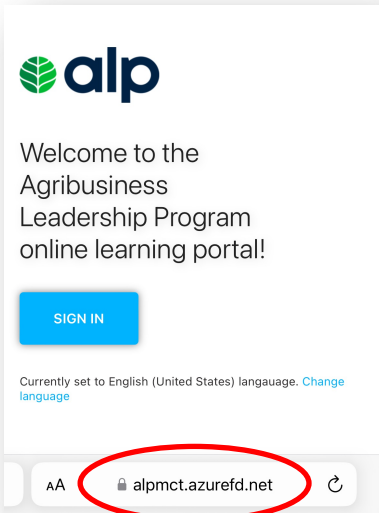 alp
Welcome to the
Agribusiness
Leadership Program
online learning portal!
SIGN IN
Currently set to English (United States) langauage. Change
language
AA alpmct.azurefd.net